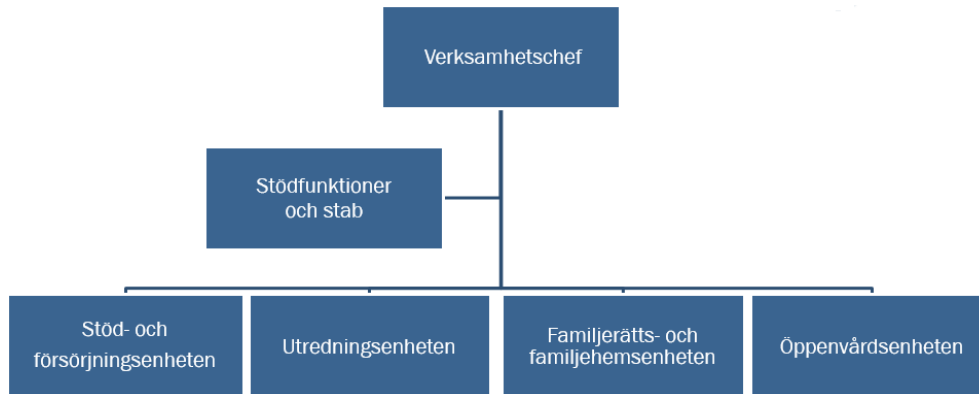 Verksamhetschef
Stödfunktioner
och stab
Stöd- och
försörjningsenheten
Utredningsenheten
Familjerätts- och
familjehemsenheten
Öppenvårdsenheten